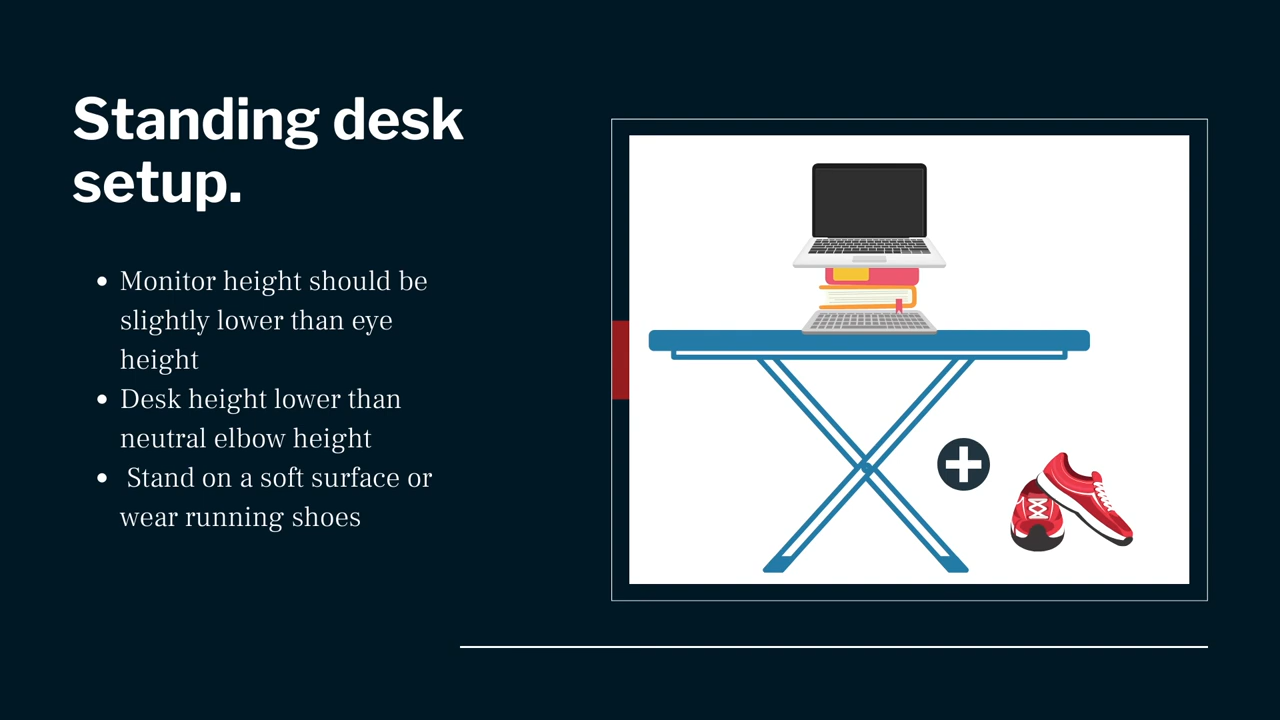 Standing desk
setup.
• Monitor height should be
slightly lower than eye
height
• Desk height lower than
neutral elbow height
• Stand on a soft surface or
wear running shoes